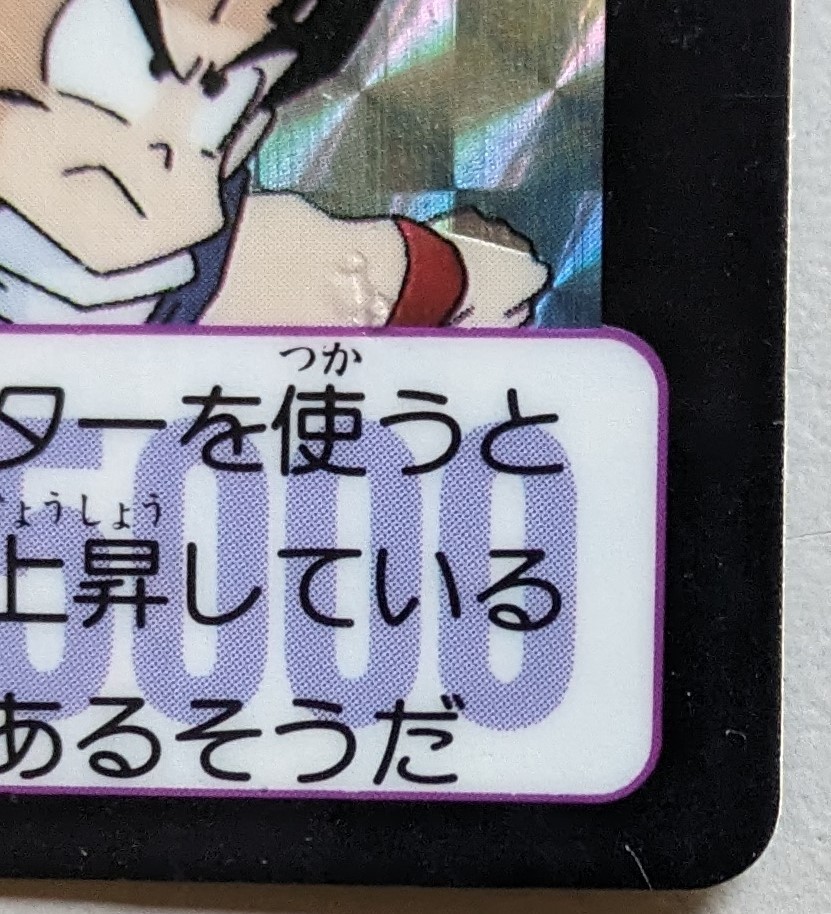 つか
ターを使うと
ょうしょう
上昇している
あるそうだ
000